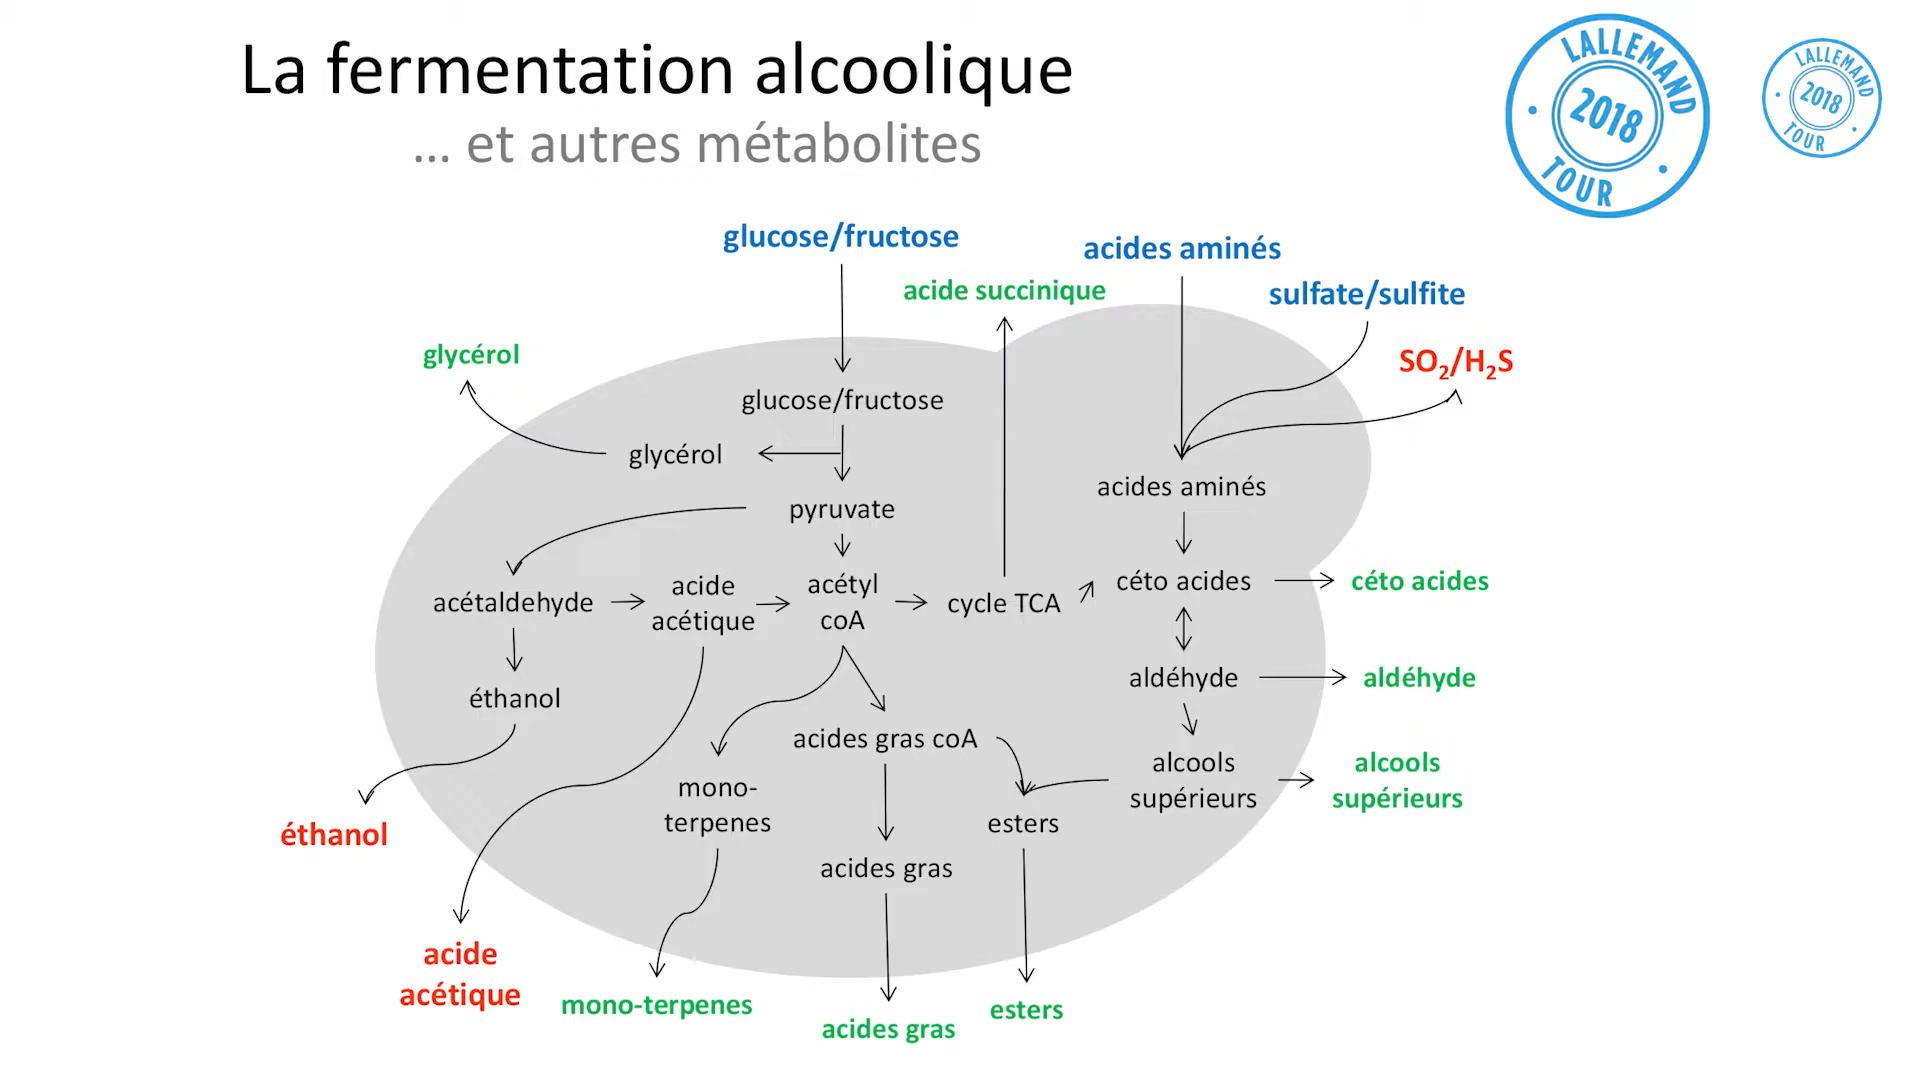 La fermentation alcoolique
... et autres métabolites
LALLEMAND
2018
TOUR
LALLEMAND
2018
TOUR
glucose/fructose
acides aminés
acide succinique
sulfate/sulfite
glycérol
SO2/H2S
glucose/fructose
glycérol
acides aminés
pyruvate
acétaldehyde
acide
acétique
acétyl
coA
cycle TCA
céto acides
céto acides
éthanol
aldéhyde
aldéhyde
acides gras coA
mono-
terpenes
alcools
supérieurs
alcools
supérieurs
esters
éthanol
acides gras
acide
acétique
mono-terpenes
acides gras
esters